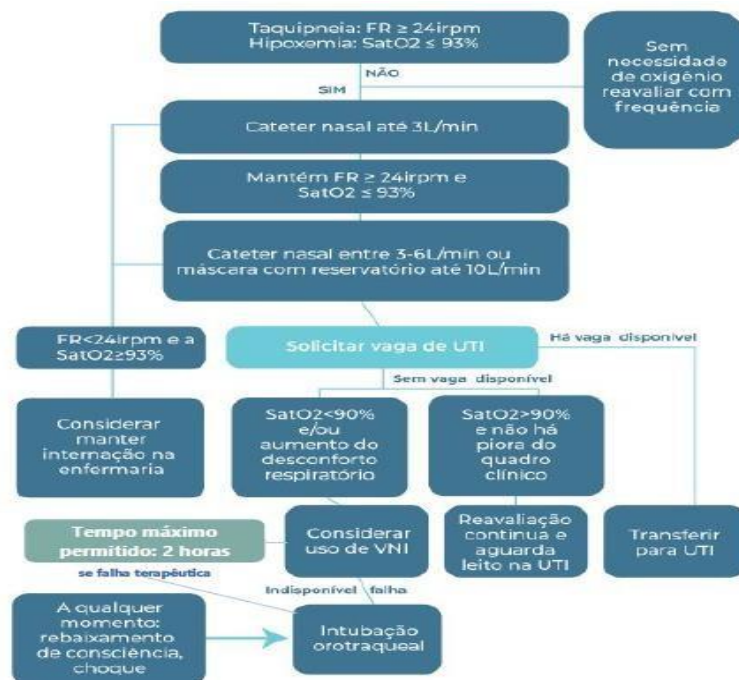 Taquipneia: FR ≥ 24irpm
Hipoxemia: SatO2 ≤ 93%
Sem
necessidade
de oxigênio
reavaliar com
frequência
NÃO
SIM
Cateter nasal até 3L/min
Mantém FR ≥ 24irpm e
SatO2 ≤ 93%
Cateter nasal entre 3-6L/min ou
máscara com reservatório até 10L/min
FR<24irpm e a
SatO2≥93%
Solicitar vaga de UTI
Há vaga disponível
Sem vaga disponível
Considerar
manter
internação na
enfermaria
SatO2<90%
e/ou
aumento do
desconforto
respiratório
SatO2>90%
e não há
piora do
quadro
clínico
Tempo máximo
permitido: 2 horas
Considerar
uso de VNI
Reavaliação
continua e
aguarda
leito na UTI
Transferir
para UTI
se falha terapêutica
Indisponível falha
A qualquer
momento:
rebaixamento
de consciência,
choque
Intubação
orotraqueal